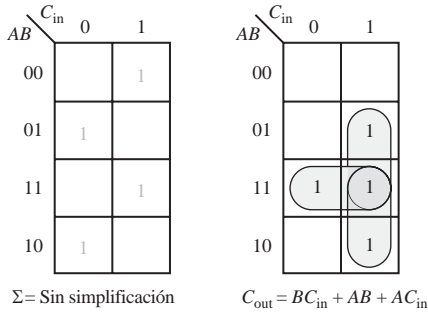 C_in
AB 0 1
00 1
01 1
11 1
10 1
Σ = Sin simplificación
C_in
AB 0 1
00
01 1
11 1 1
10 1
C_out = BC_in + AB + AC_in